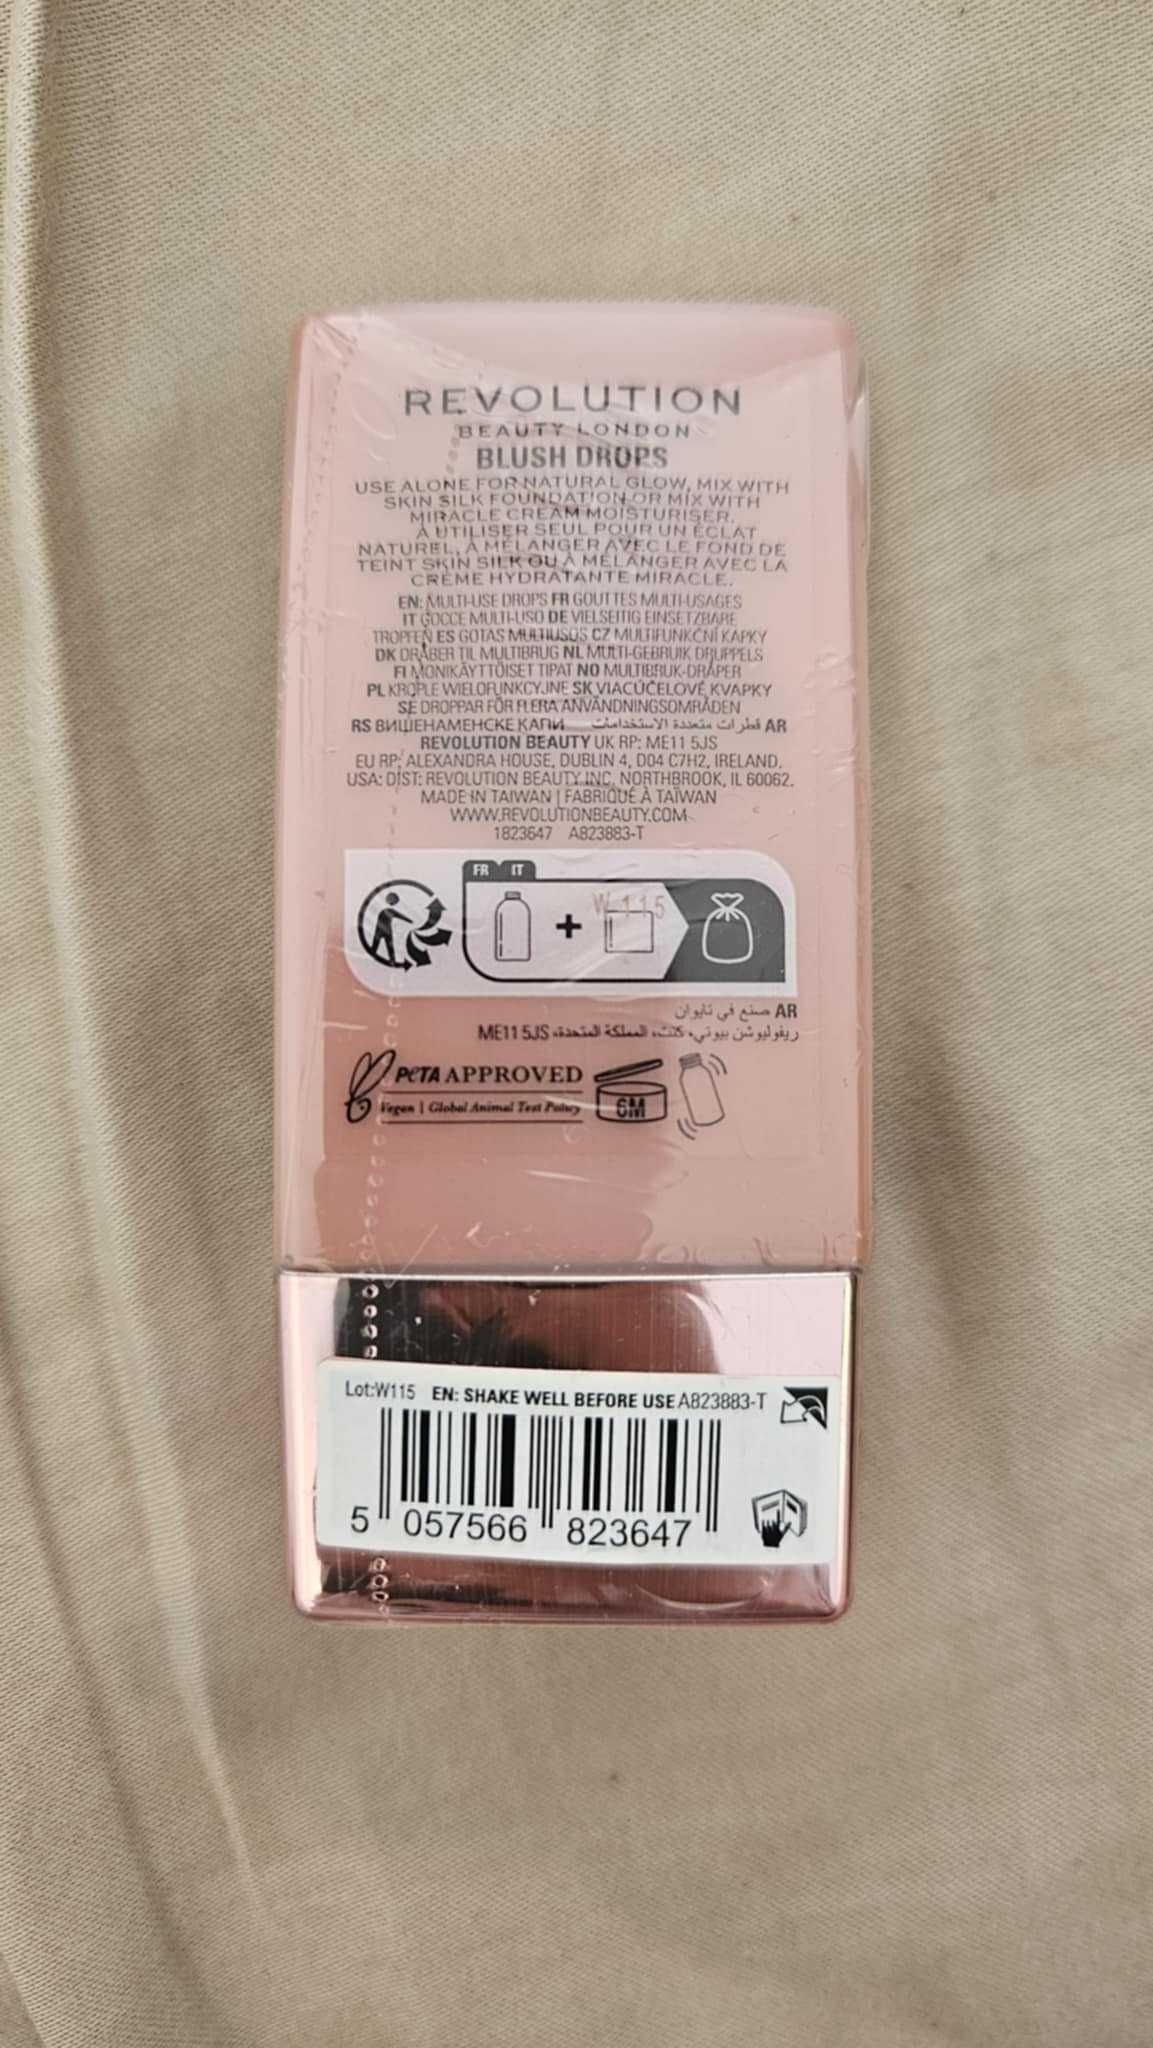 REVOLUTION
BEAUTY LONDON
BLUSH DROPS
USE ALONE FOR NATURAL GLOW, MIX WITH
SKIN SILK FOUNDATION OR MIX WITH
MIRACLE CREAM MOISTURISER.
À UTILISER SEUL POUR UN ÉCLAT
NATUREL, À MÉLANGER AVEC LE FOND DE
TEINT SKIN SILK OU À MÉLANGER AVEC LA
CRÈME HYDRATANTE MIRACLE.
EN: MULTI-USE DROPS FR GOUTTES MULTI-USAGES
IT GOCCE MULTI-USO DE VIELSEITIG EINSETZBARE
TROPFEN ES GOTAS MULTIUSOS CZ MULTIFUNKČNÍ KAPKY
DK DRÅBER TIL MULTIBRUG NL MULTI-GEBRUIK DRUPPELS
FI MONIKÄYTTÖISET TIPAT NO MULTIBRUK-DRÅPER
PL KROPLE WIELOFUNKCYJNE SK VIACÚČELOVÉ KVAPKY
SE DROPPAR FÖR FLERA ANVÄNDNINGSOMRÅDEN
RS ВИШЕНАМЕНСКЕ КАПИ AR قطرات متعددة الاستخدامات
REVOLUTION BEAUTY UK RP: ME11 5JS
EU RP: ALEXANDRA HOUSE, DUBLIN 4, D04 C7H2, IRELAND.
USA: DIST: REVOLUTION BEAUTY INC, NORTHBROOK, IL 60062.
MADE IN TAIWAN | FABRIQUÉ À TAÏWAN
WWW.REVOLUTIONBEAUTY.COM
1823647 A823883-T
FR IT
W 115
AR صنع في تايوان
ريفوليوشن بيوتي، كنت، المملكة المتحدة، ME11 5JS
PETA APPROVED
Vegan | Global Animal Test Policy
6M
Lot:W115 EN: SHAKE WELL BEFORE USE A823883-T
5 057566 823647